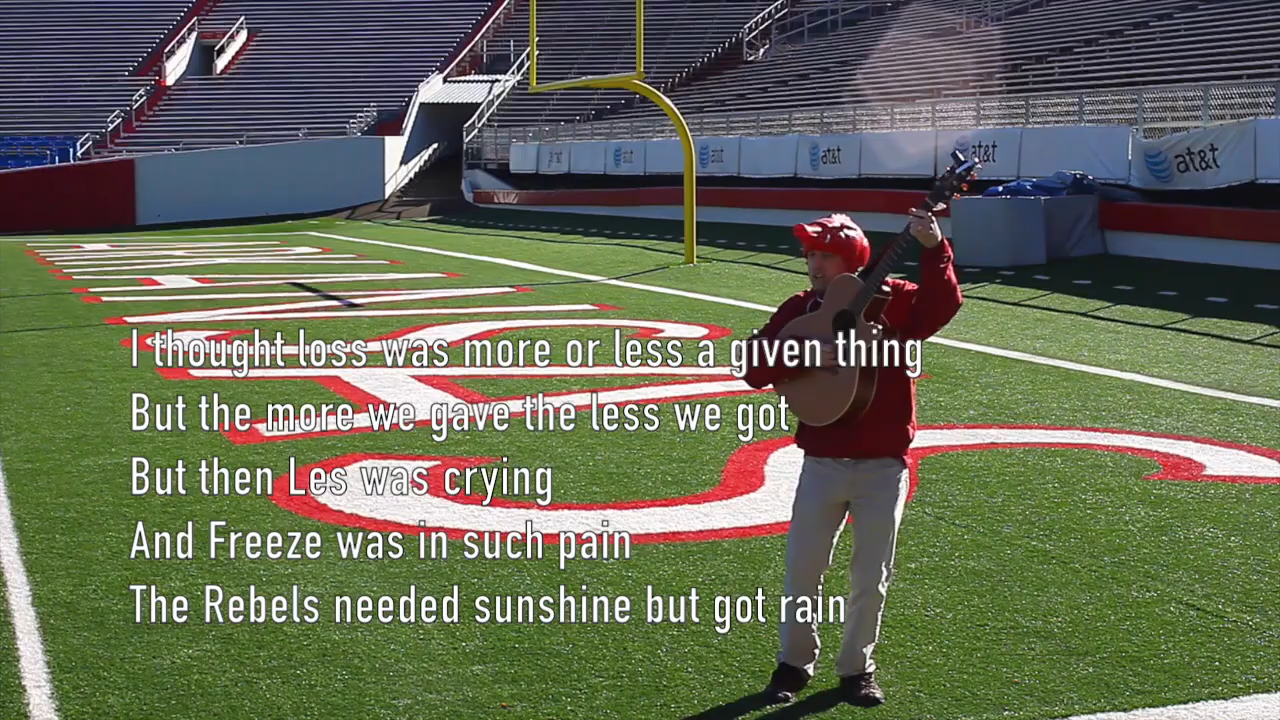 at&t
at&t
at&t
at&t
at&t
I thought loss was more or less a given thing
But the more we gave the less we got
But then Les was crying
And Freeze was in such pain
The Rebels needed sunshine but got rain